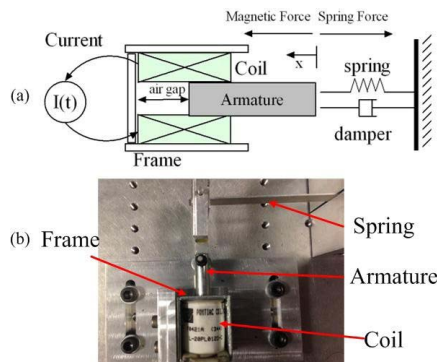 Magnetic Force Spring Force
Current
Coil
x
spring
(a)
I(t)
air gap
Armature
damper
Frame
(b)
Frame
Spring
Armature
Coil